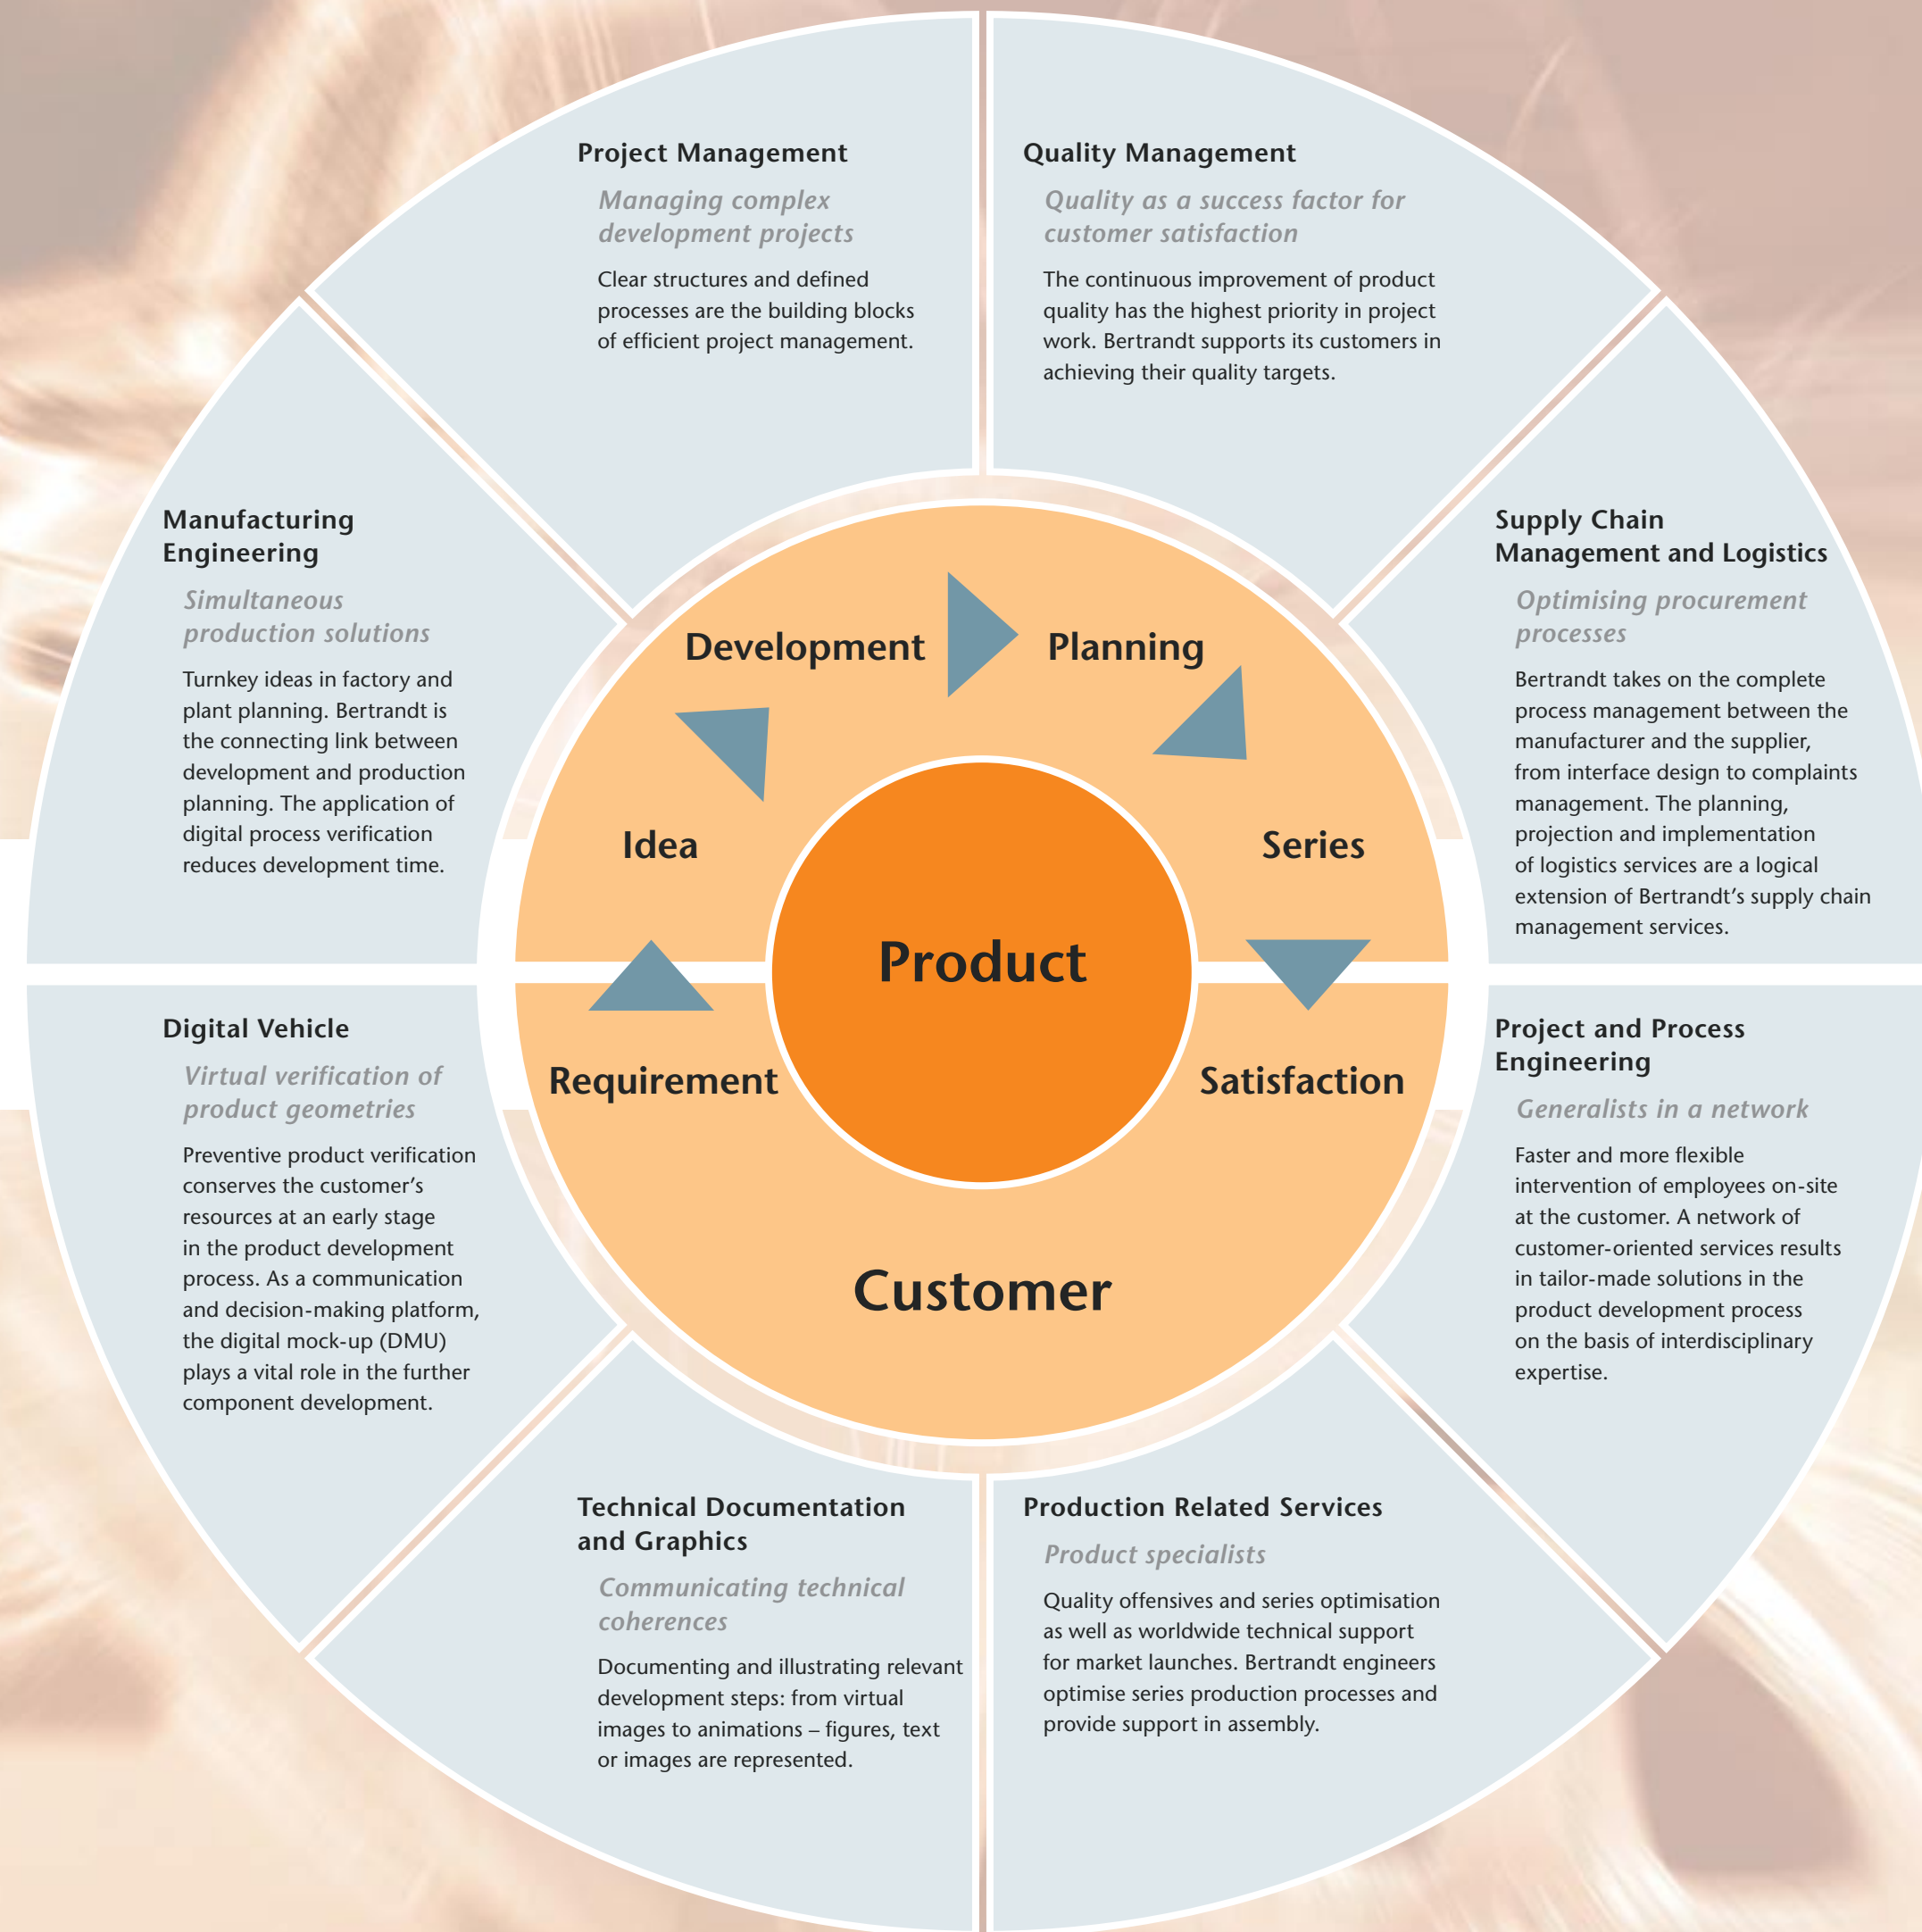 Project Management
Managing complex
development projects
Clear structures and defined
processes are the building blocks
of efficient project management.
Quality Management
Quality as a success factor for
customer satisfaction
The continuous improvement of product
quality has the highest priority in project
work. Bertrandt supports its customers in
achieving their quality targets.
Manufacturing
Engineering
Simultaneous
production solutions
Turnkey ideas in factory and
plant planning. Bertrandt is
the connecting link between
development and production
planning. The application of
digital process verification
reduces development time.
Supply Chain
Management and Logistics
Optimising procurement
processes
Bertrandt takes on the complete
process management between the
manufacturer and the supplier,
from interface design to complaints
management. The planning,
projection and implementation
of logistics services are a logical
extension of Bertrandt’s supply chain
management services.
Development
Planning
Idea
Series
Product
Requirement
Satisfaction
Customer
Digital Vehicle
Virtual verification of
product geometries
Preventive product verification
conserves the customer’s
resources at an early stage
in the product development
process. As a communication
and decision-making platform,
the digital mock-up (DMU)
plays a vital role in the further
component development.
Project and Process
Engineering
Generalists in a network
Faster and more flexible
intervention of employees on-site
at the customer. A network of
customer-oriented services results
in tailor-made solutions in the
product development process
on the basis of interdisciplinary
expertise.
Technical Documentation
and Graphics
Communicating technical
coherences
Documenting and illustrating relevant
development steps: from virtual
images to animations – figures, text
or images are represented.
Production Related Services
Product specialists
Quality offensives and series optimisation
as well as worldwide technical support
for market launches. Bertrandt engineers
optimise series production processes and
provide support in assembly.